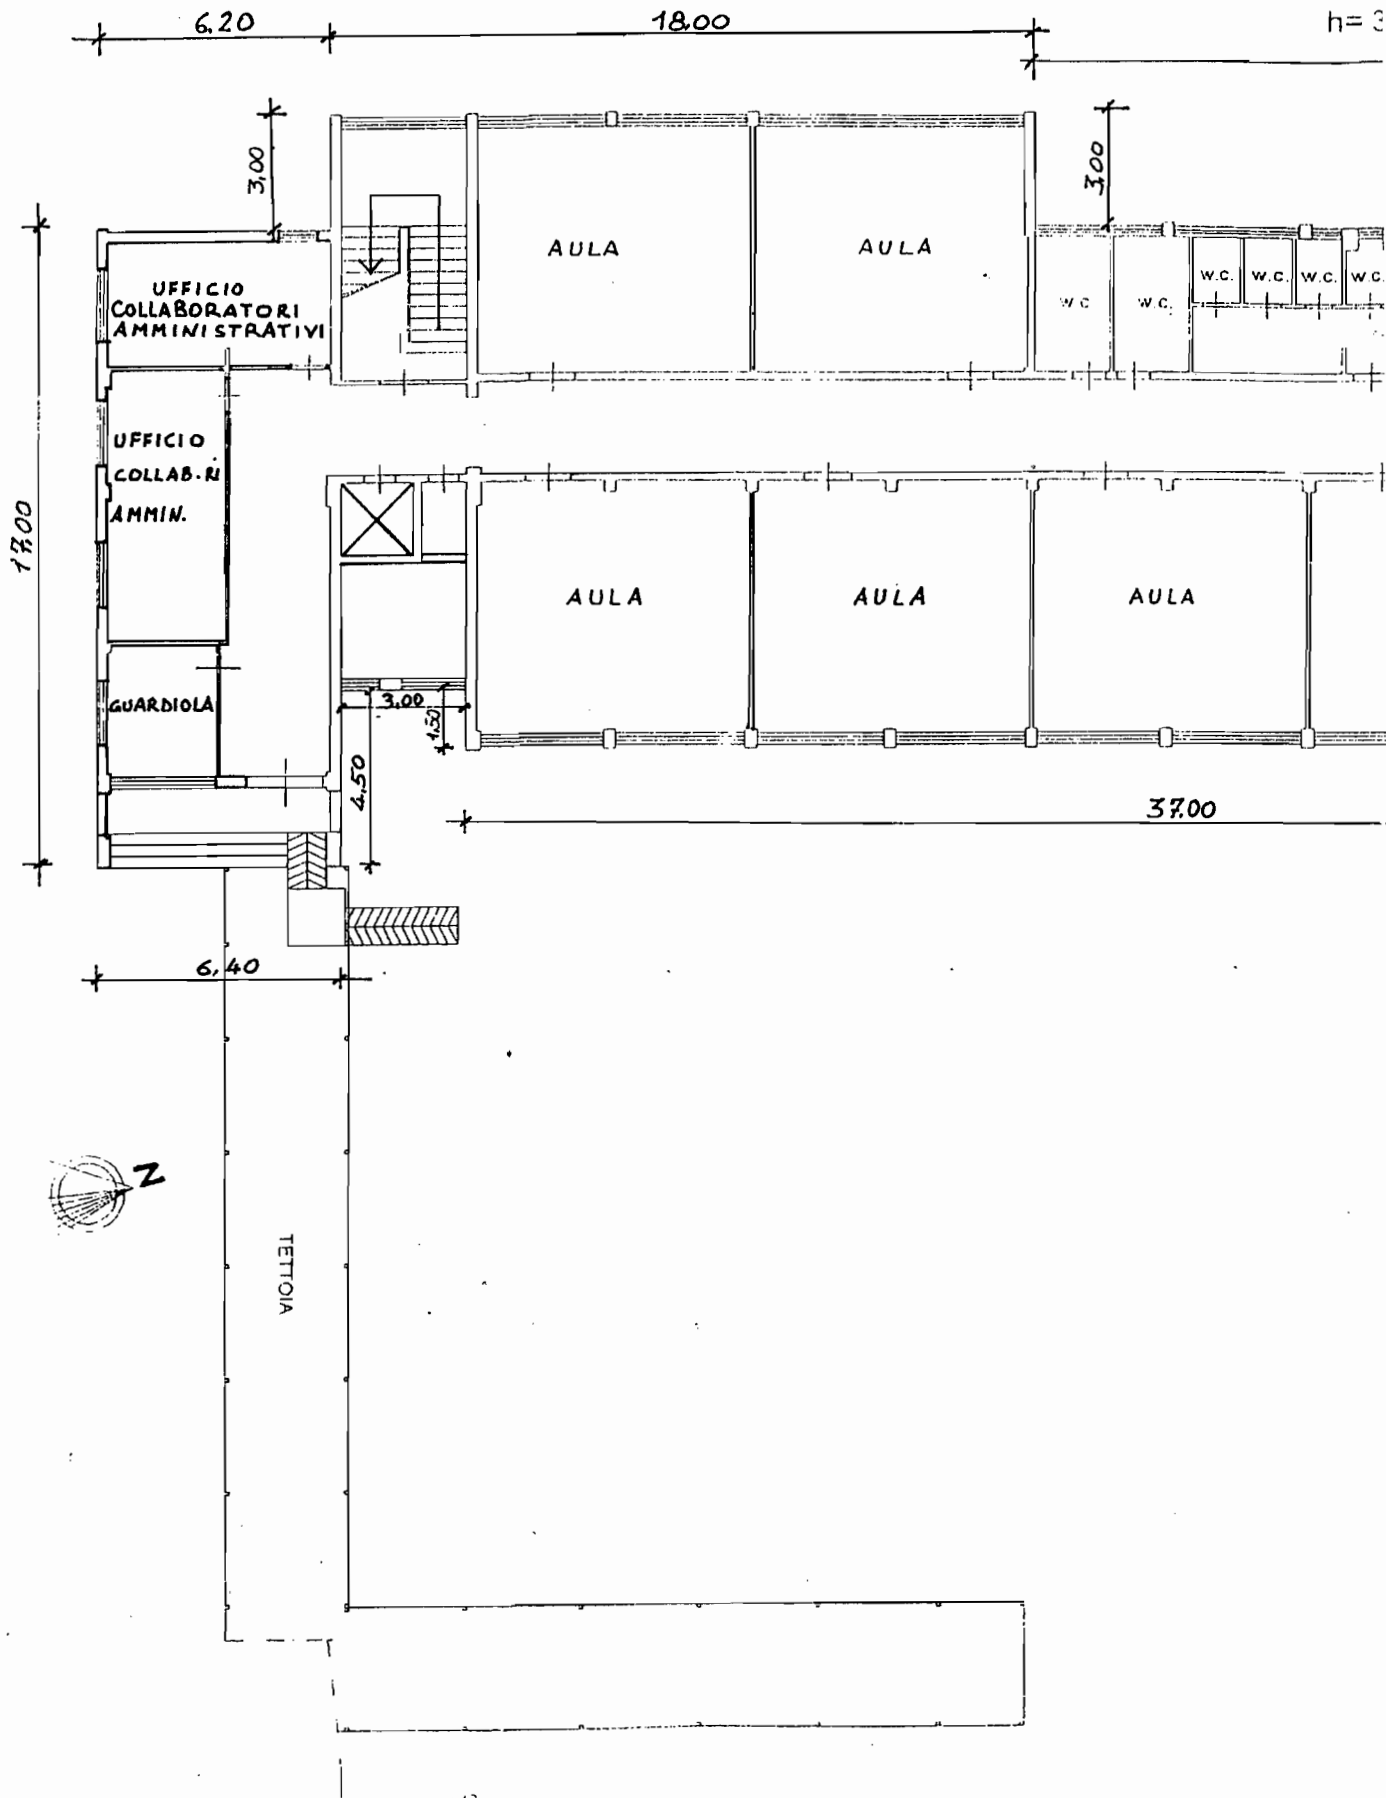 6,20
18.00
h= 3
3,00
3,00
AULA
AULA
UFFICIO
COLLABORATORI
AMMINISTRATIVI
W.C
W.C.
W.C.
W.C.
W.C.
W.C.
UFFICIO
COLLAB.RI
AMMIN.
17.00
AULA
AULA
AULA
GUARDIOLA
3.00
1.50
4.50
37.00
6,40
N
TETTOIA